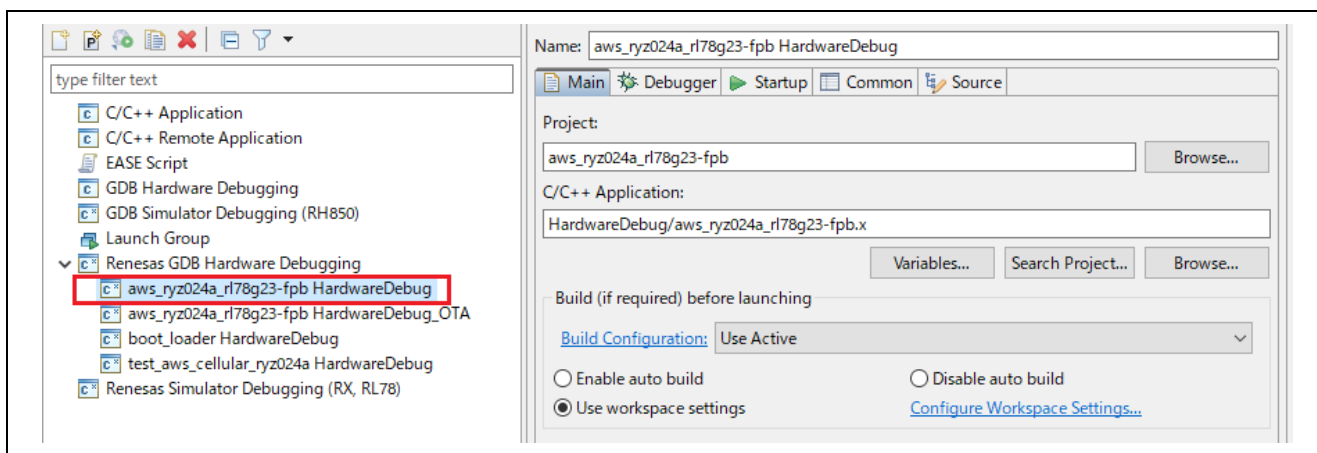 type filter text
C/C++ Application
C/C++ Remote Application
EASE Script
GDB Hardware Debugging
GDB Simulator Debugging (RH850)
Launch Group
Renesas GDB Hardware Debugging
aws_ryz024a_rl78g23-fpb HardwareDebug
aws_ryz024a_rl78g23-fpb HardwareDebug_OTA
boot_loader HardwareDebug
test_aws_cellular_ryz024a HardwareDebug
Renesas Simulator Debugging (RX, RL78)
Name: aws_ryz024a_rl78g23-fpb HardwareDebug
Main Debugger Startup Common Source
Project:
aws_ryz024a_rl78g23-fpb Browse...
C/C++ Application:
HardwareDebug/aws_ryz024a_rl78g23-fpb.x
Variables... Search Project... Browse...
Build (if required) before launching
Build Configuration: Use Active
Enable auto build Disable auto build
Use workspace settings Configure Workspace Settings...